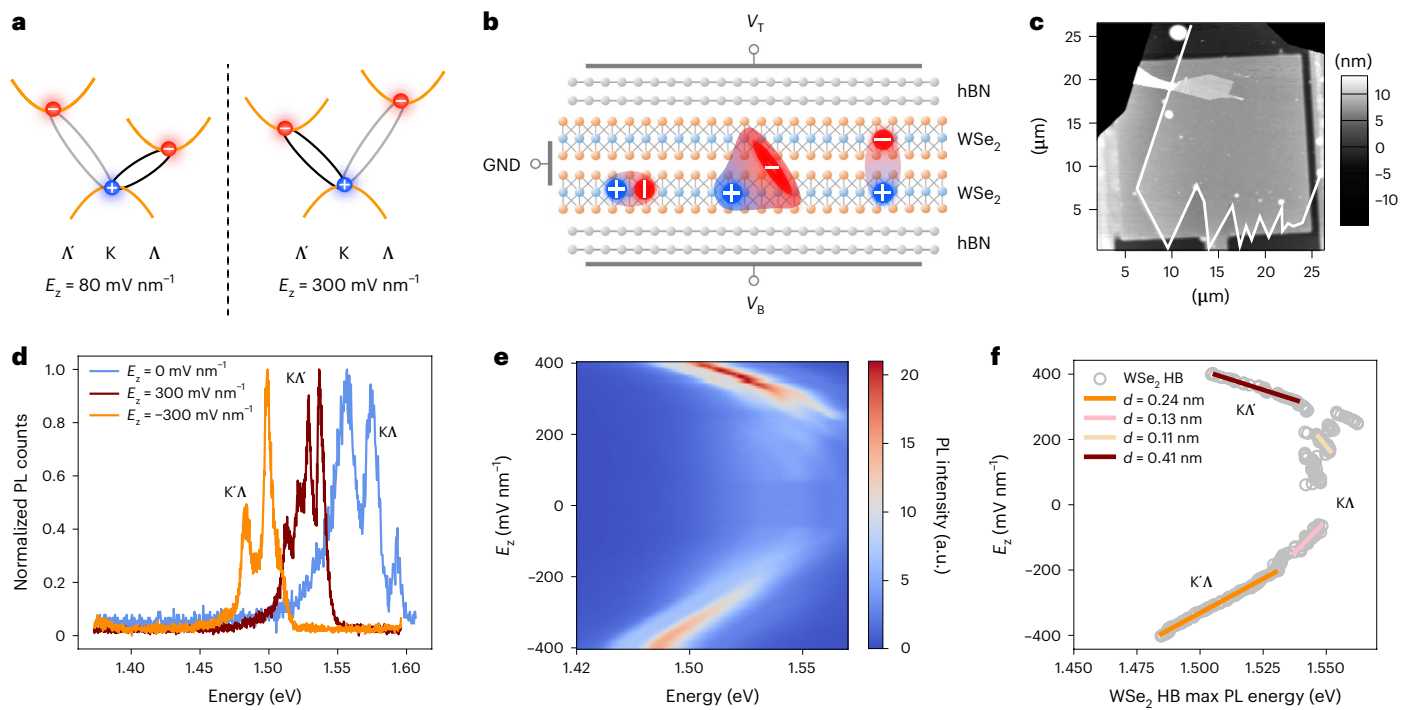 a
Λ′ K Λ
E_z = 80 mV nm⁻¹
Λ′ K Λ
E_z = 300 mV nm⁻¹
b
V_T
hBN
WSe₂
GND
WSe₂
hBN
V_B
c
25
20
15
10
5
(μm)
5 10 15 20 25
(μm)
(nm)
10
5
0
−5
−10
d
Normalized PL counts
1.0
0.8
0.6
0.4
0.2
0
E_z = 0 mV nm⁻¹
E_z = 300 mV nm⁻¹
E_z = −300 mV nm⁻¹
KΛ′
KΛ
K′Λ
1.40 1.45 1.50 1.55 1.60
Energy (eV)
e
E_z (mV nm⁻¹)
400
200
0
−200
−400
1.42 1.50 1.55
Energy (eV)
20
15
10
5
0
PL intensity (a.u.)
f
E_z (mV nm⁻¹)
400
200
0
−200
−400
WSe₂ HB
d = 0.24 nm
d = 0.13 nm
d = 0.11 nm
d = 0.41 nm
KΛ′
KΛ
K′Λ
1.450 1.500 1.530 1.550
WSe₂ HB max PL energy (eV)